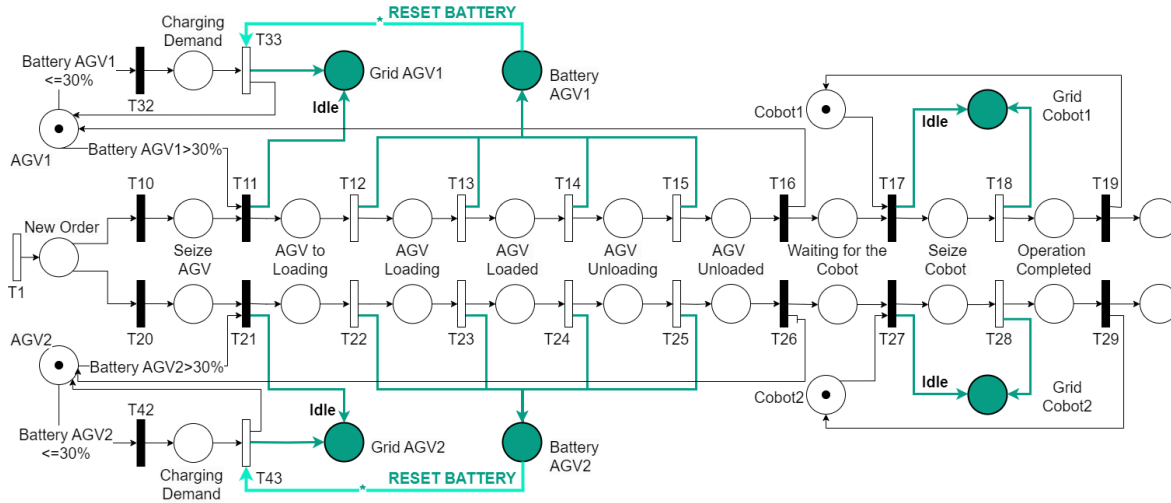 RESET BATTERY
*
Charging
Demand
T33
Battery AGV1
<=30%
T32
Grid AGV1
Battery
AGV1
Idle
Cobot1
Idle
Grid
Cobot1
AGV1
Battery AGV1>30%
T10
T11
T12
T13
T14
T15
T16
T17
T18
T19
New Order
Seize
AGV
AGV to
Loading
AGV
Loading
AGV
Loaded
AGV
Unloading
AGV
Unloaded
Waiting for the
Cobot
Seize
Cobot
Operation
Completed
T1
T20
T21
T22
T23
T24
T25
T26
T27
T28
T29
AGV2
Battery AGV2>30%
Idle
Cobot2
Idle
Grid
Cobot2
T42
Battery AGV2
<=30%
Grid AGV2
Battery
AGV2
Charging
Demand
T43
*
RESET BATTERY